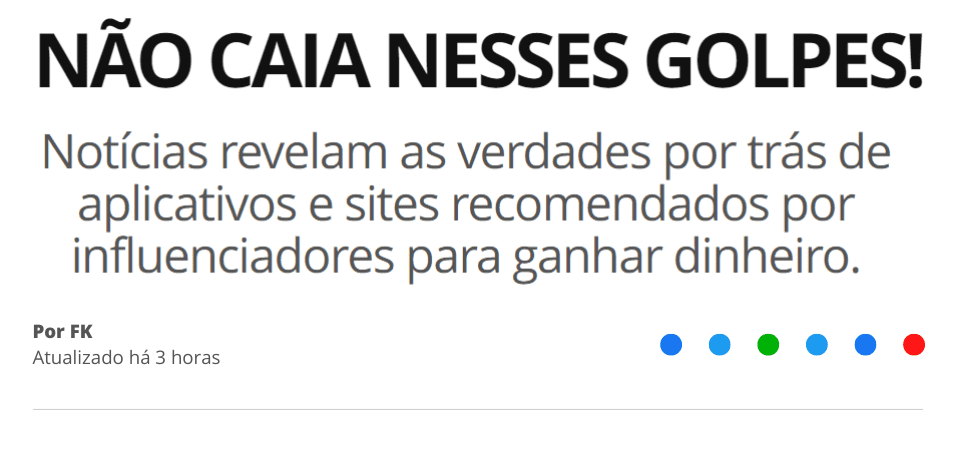 NÃO CAIA NESSES GOLPES!
Notícias revelam as verdades por trás de
aplicativos e sites recomendados por
influenciadores para ganhar dinheiro.
Por FK
Atualizado há 3 horas